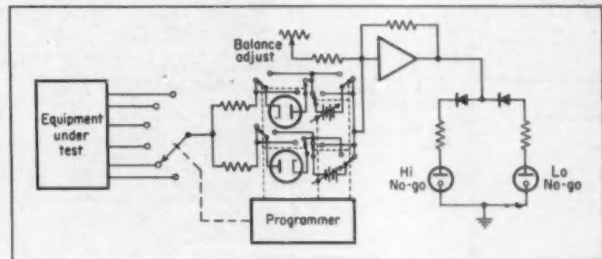 Balance
adjust
Equipment
under
test
Hi
No-go
Lo
No-go
Programmer